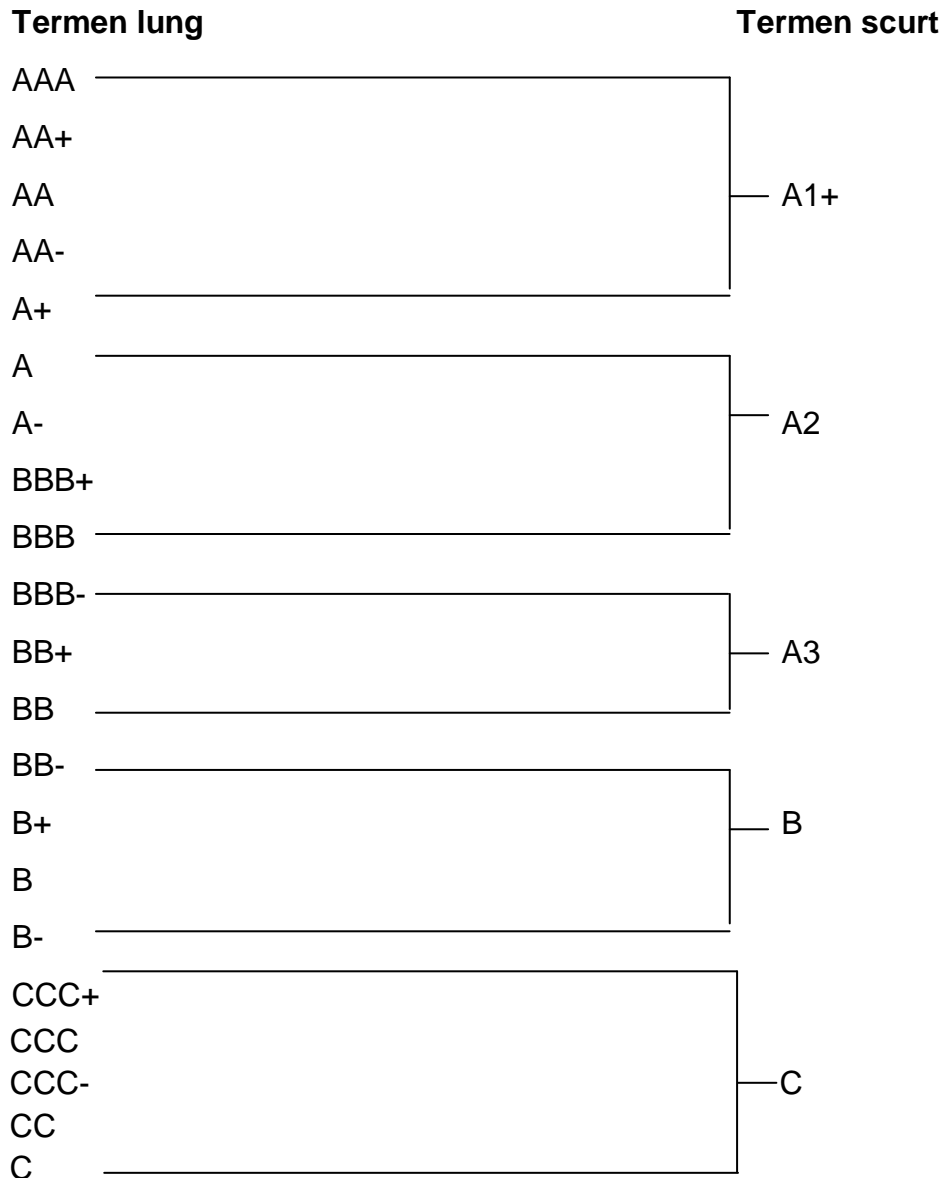 Termen lung Termen scurt
AAA
AA+
AA A1+
AA-
A+
A
A- A2
BBB+
BBB
BBB-
BB+ A3
BB
BB-
B+ B
B
B-
CCC+
CCC
CCC- C
CC
C